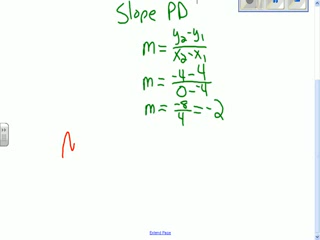 Slope PD
m = y₂-y₁/x₂-x₁
m = -4-4/0--4
m = -8/4 = -2
Extend Page